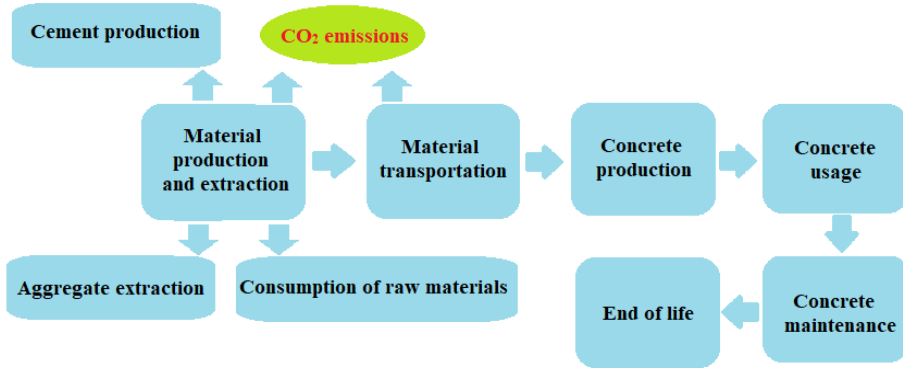 Cement production
CO₂ emissions
Material
production
and extraction
Material
transportation
Concrete
production
Concrete
usage
Aggregate extraction
Consumption of raw materials
End of life
Concrete
maintenance